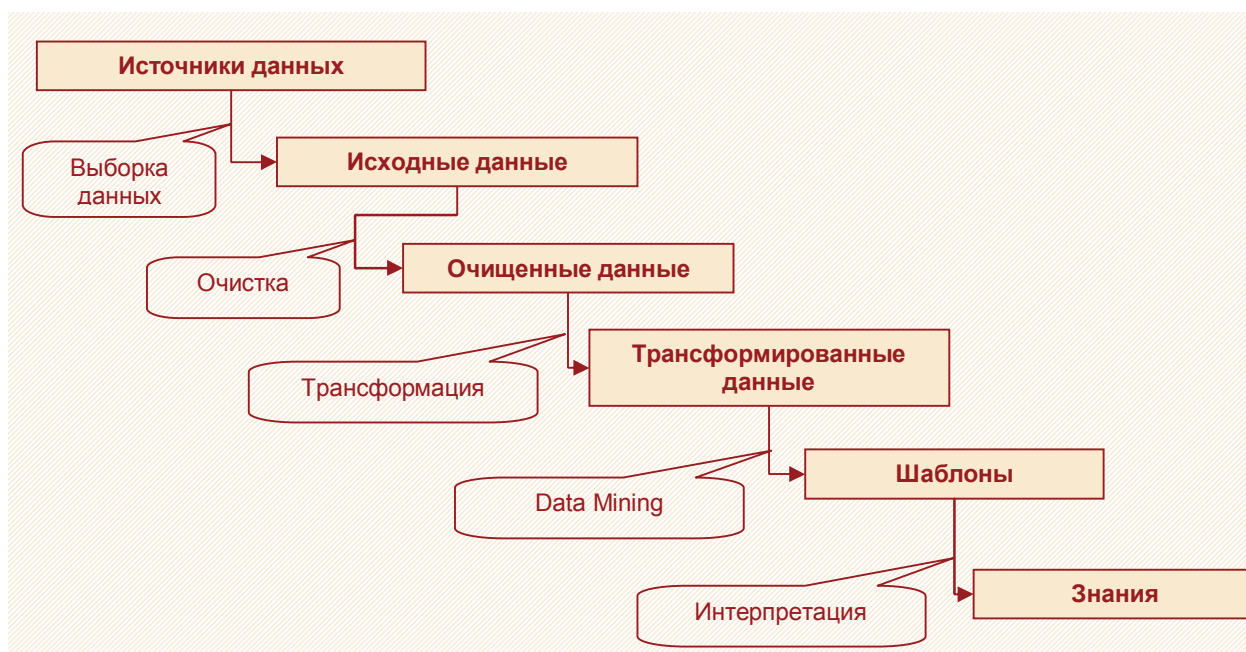 Источники данных
Выборка
данных
Исходные данные
Очистка
Очищенные данные
Трансформация
Трансформированные
данные
Data Mining
Шаблоны
Интерпретация
Знания